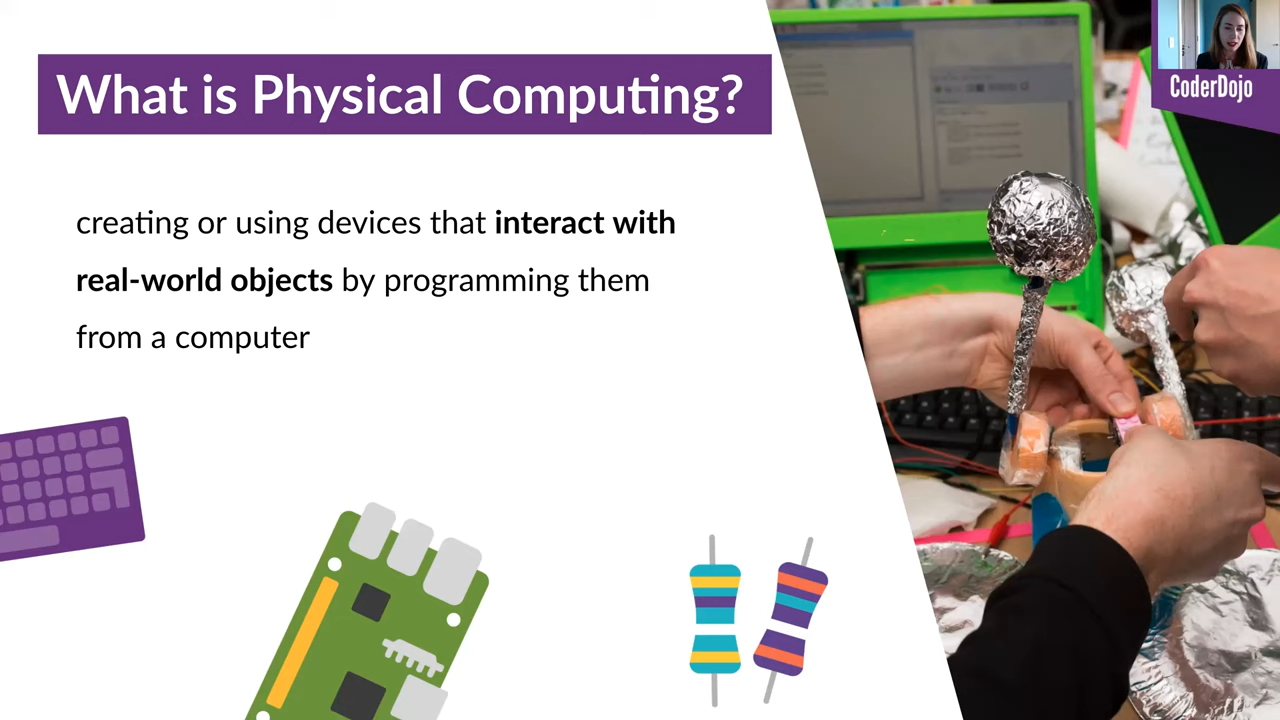 What is Physical Computing?
creating or using devices that interact with
real-world objects by programming them
from a computer
CoderDojo